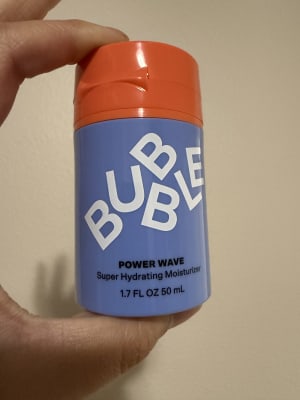 BUB
BLE
POWER WAVE
Super Hydrating Moisturizer
1.7 FL OZ 50 mL